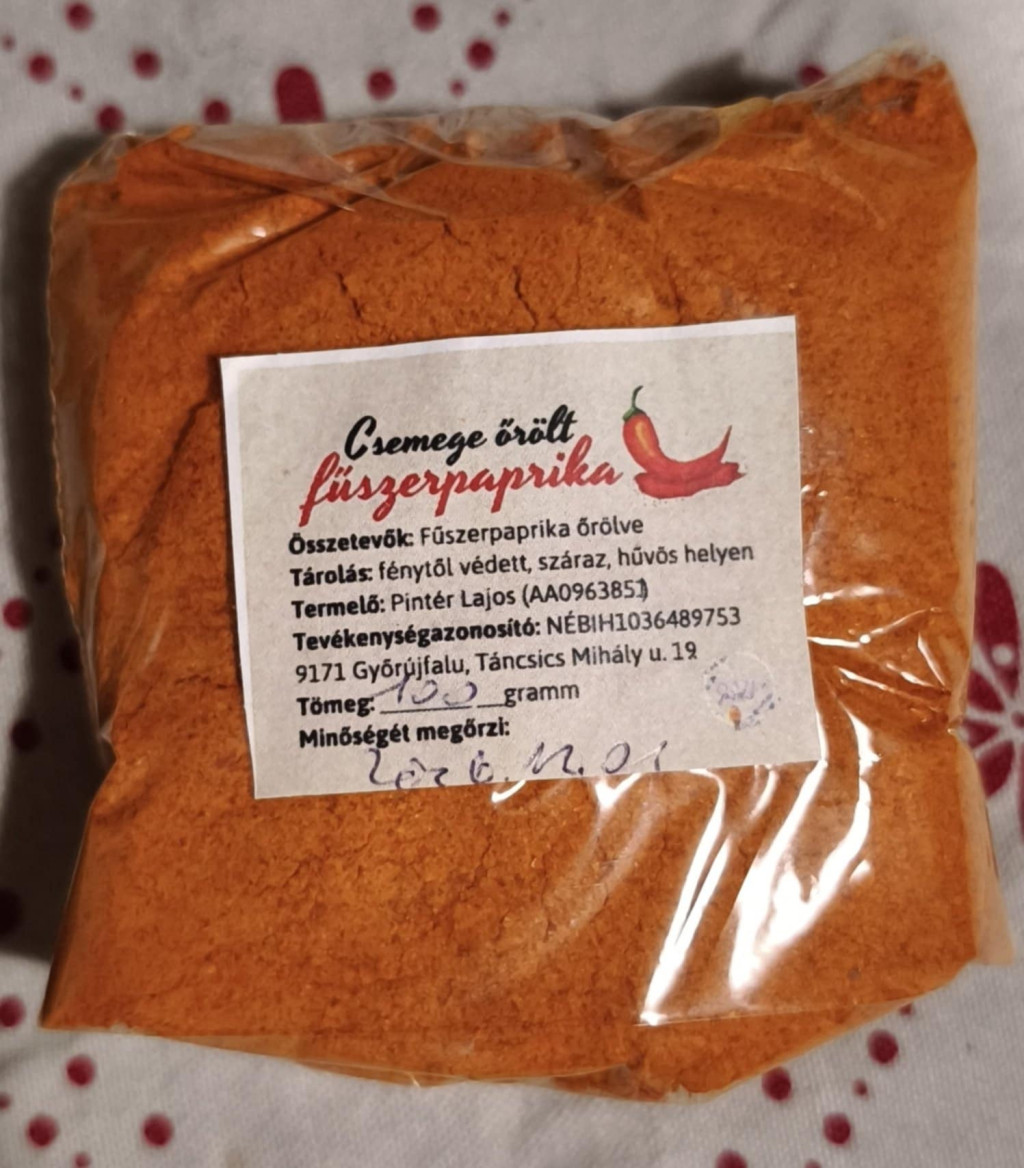 Csemege őrölt
fűszerpaprika
Összetevők: Fűszerpaprika őrölve
Tárolás: fénytől védett, száraz, hűvös helyen
Termelő: Pintér Lajos (AA0963851)
Tevékenységazonosító: NÉBIH1036489753
9171 Győrújfalu, Táncsics Mihály u. 19
Tömeg: 100 gramm
Minőségét megőrzi:
2026.12.01